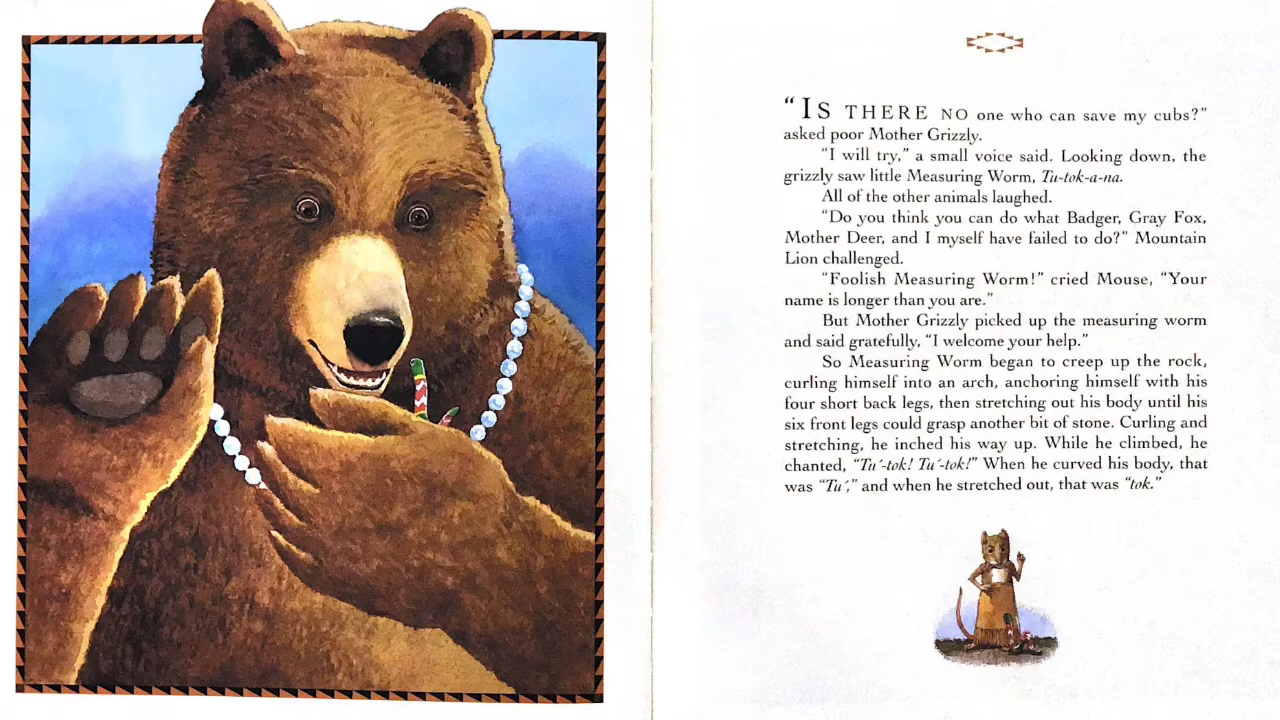 “IS THERE NO one who can save my cubs?”
asked poor Mother Grizzly.
“I will try,” a small voice said. Looking down, the
grizzly saw little Measuring Worm, Tu-tok-a-na.
All of the other animals laughed.
“Do you think you can do what Badger, Gray Fox,
Mother Deer, and I myself have failed to do?” Mountain
Lion challenged.
“Foolish Measuring Worm!” cried Mouse, “Your
name is longer than you are.”
But Mother Grizzly picked up the measuring worm
and said gratefully, “I welcome your help.”
So Measuring Worm began to creep up the rock,
curling himself into an arch, anchoring himself with his
four short back legs, then stretching out his body until his
six front legs could grasp another bit of stone. Curling and
stretching, he inched his way up. While he climbed, he
chanted, “Tu´-tok! Tu´-tok!” When he curved his body, that
was “Tu´,” and when he stretched out, that was “tok.”